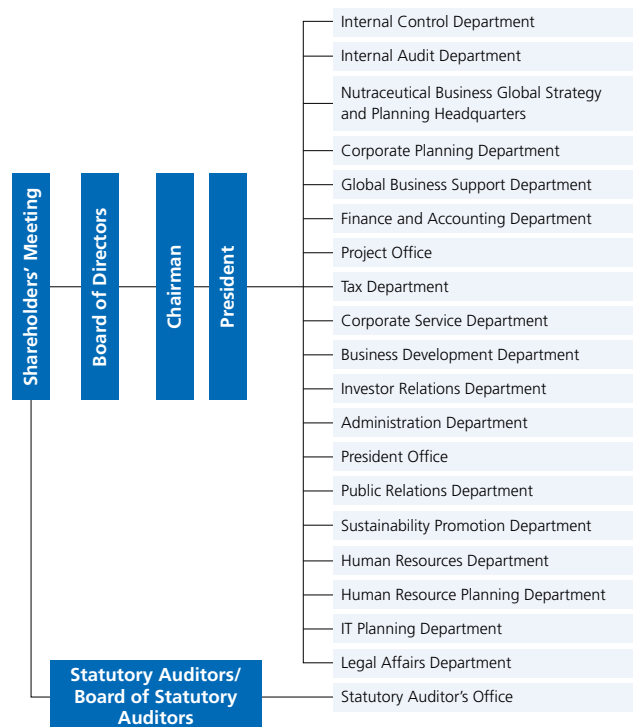 Shareholders' Meeting
Board of Directors
Chairman
President
Internal Control Department
Internal Audit Department
Nutraceutical Business Global Strategy
and Planning Headquarters
Corporate Planning Department
Global Business Support Department
Finance and Accounting Department
Project Office
Tax Department
Corporate Service Department
Business Development Department
Investor Relations Department
Administration Department
President Office
Public Relations Department
Sustainability Promotion Department
Human Resources Department
Human Resource Planning Department
IT Planning Department
Legal Affairs Department
Statutory Auditors/
Board of Statutory
Auditors
Statutory Auditor's Office